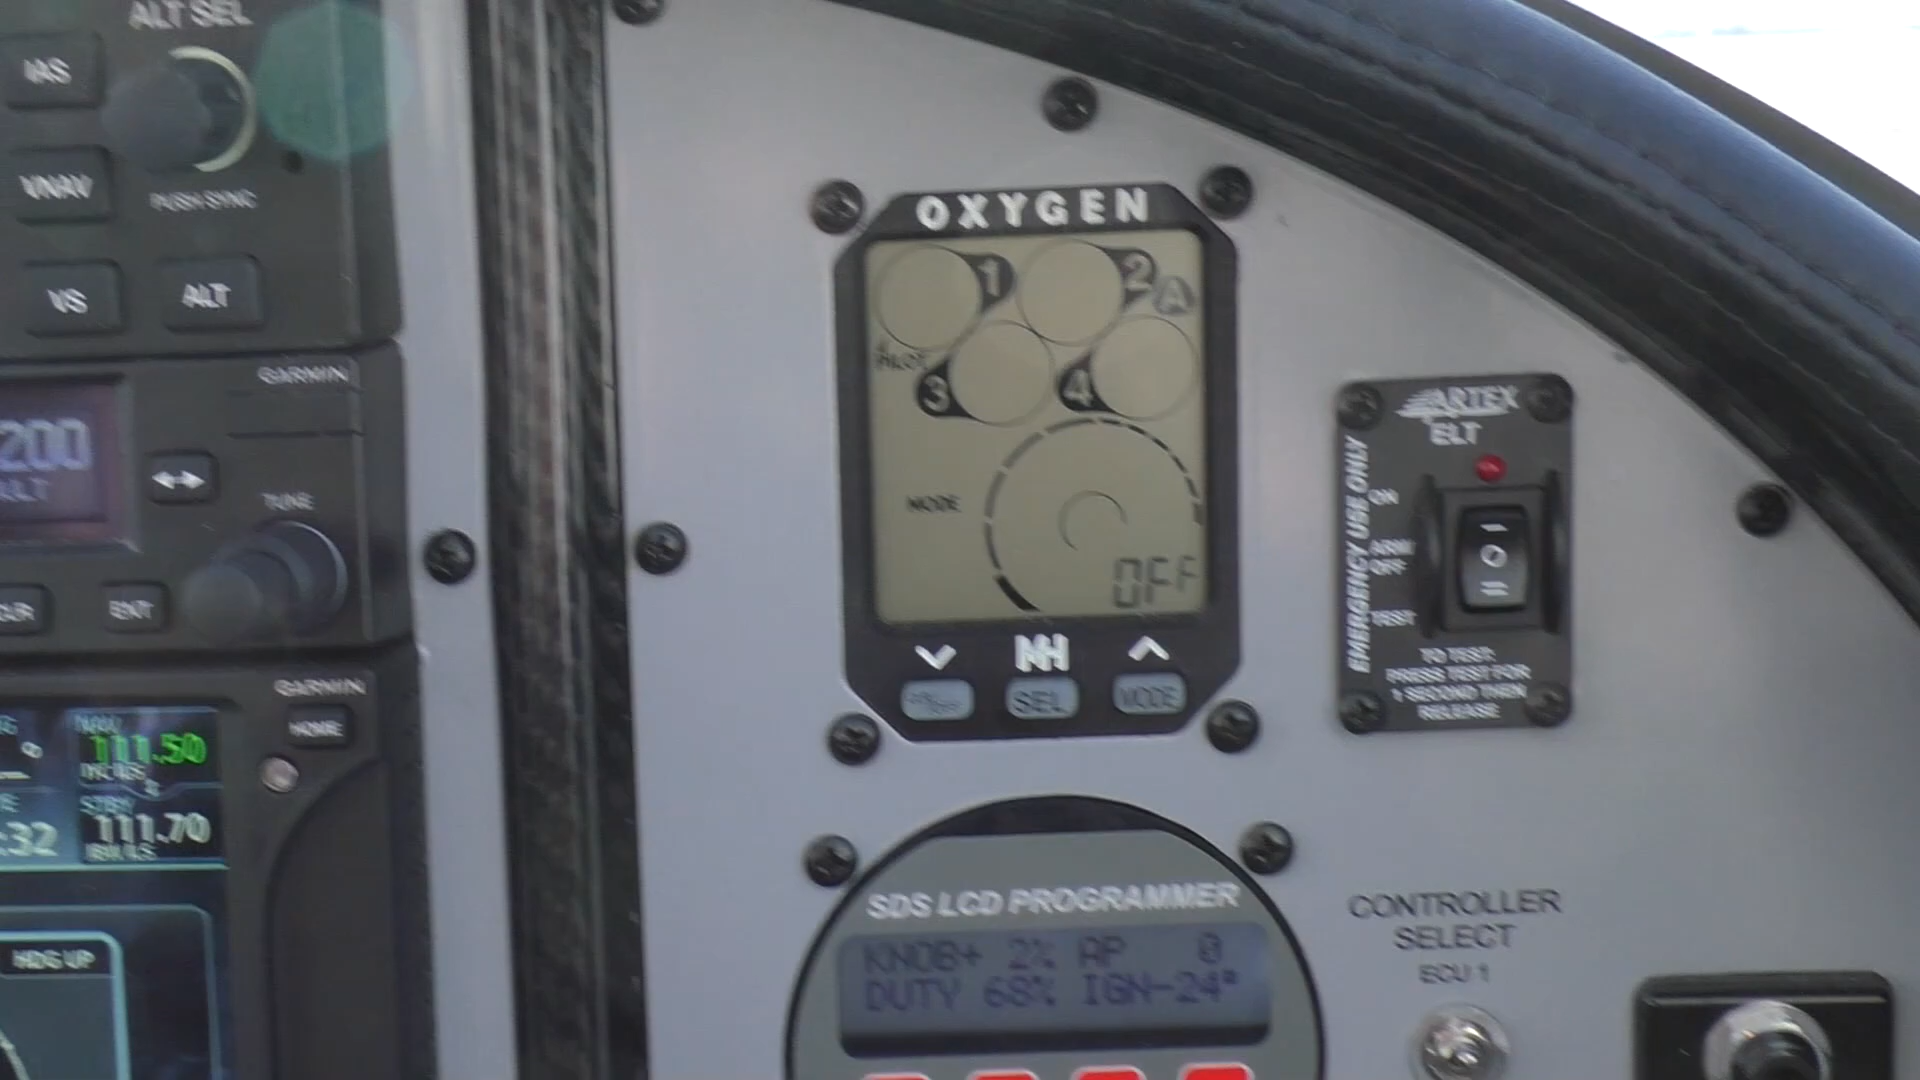 ALT SEL
IAS
VNAV
PUSH SYNC
VS
ALT
GARMIN
200
TUNE
ENT
GARMIN
HOME
NAV
111.50
STBY
111.70
:32
HDG UP
OXYGEN
1
2
A
PILOT
3
4
MODE
OFF
MH
SEL
MODE
ARTEX
ELT
EMERGENCY USE ONLY
ON
ARM
OFF
TEST
TO TEST:
PRESS TEST FOR
1 SECOND THEN
RELEASE
SDS LCD PROGRAMMER
KNOB+ 2% AP 0
DUTY 68% IGN-24°
CONTROLLER
SELECT
ECU 1